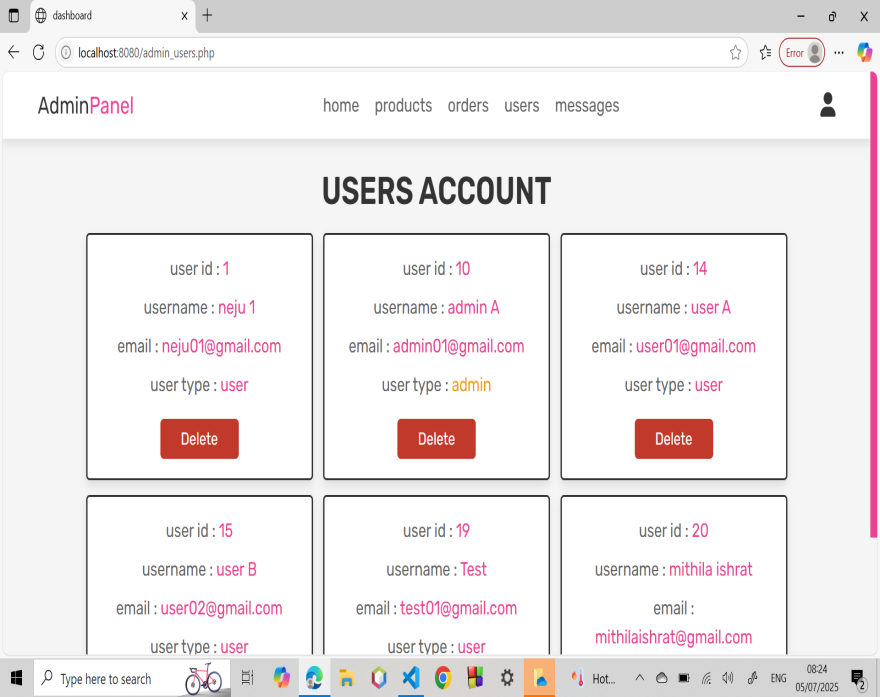 dashboard
localhost:8080/admin_users.php
Error
AdminPanel
home products orders users messages
USERS ACCOUNT
user id : 1
username : neju 1
email : neju01@gmail.com
user type : user
Delete
user id : 10
username : admin A
email : admin01@gmail.com
user type : admin
Delete
user id : 14
username : user A
email : user01@gmail.com
user type : user
Delete
user id : 15
username : user B
email : user02@gmail.com
user type : user
user id : 19
username : Test
email : test01@gmail.com
user type : user
user id : 20
username : mithila ishrat
email :
mithilaishrat@gmail.com
Type here to search
Hot...
ENG
08:24
05/07/2025
2